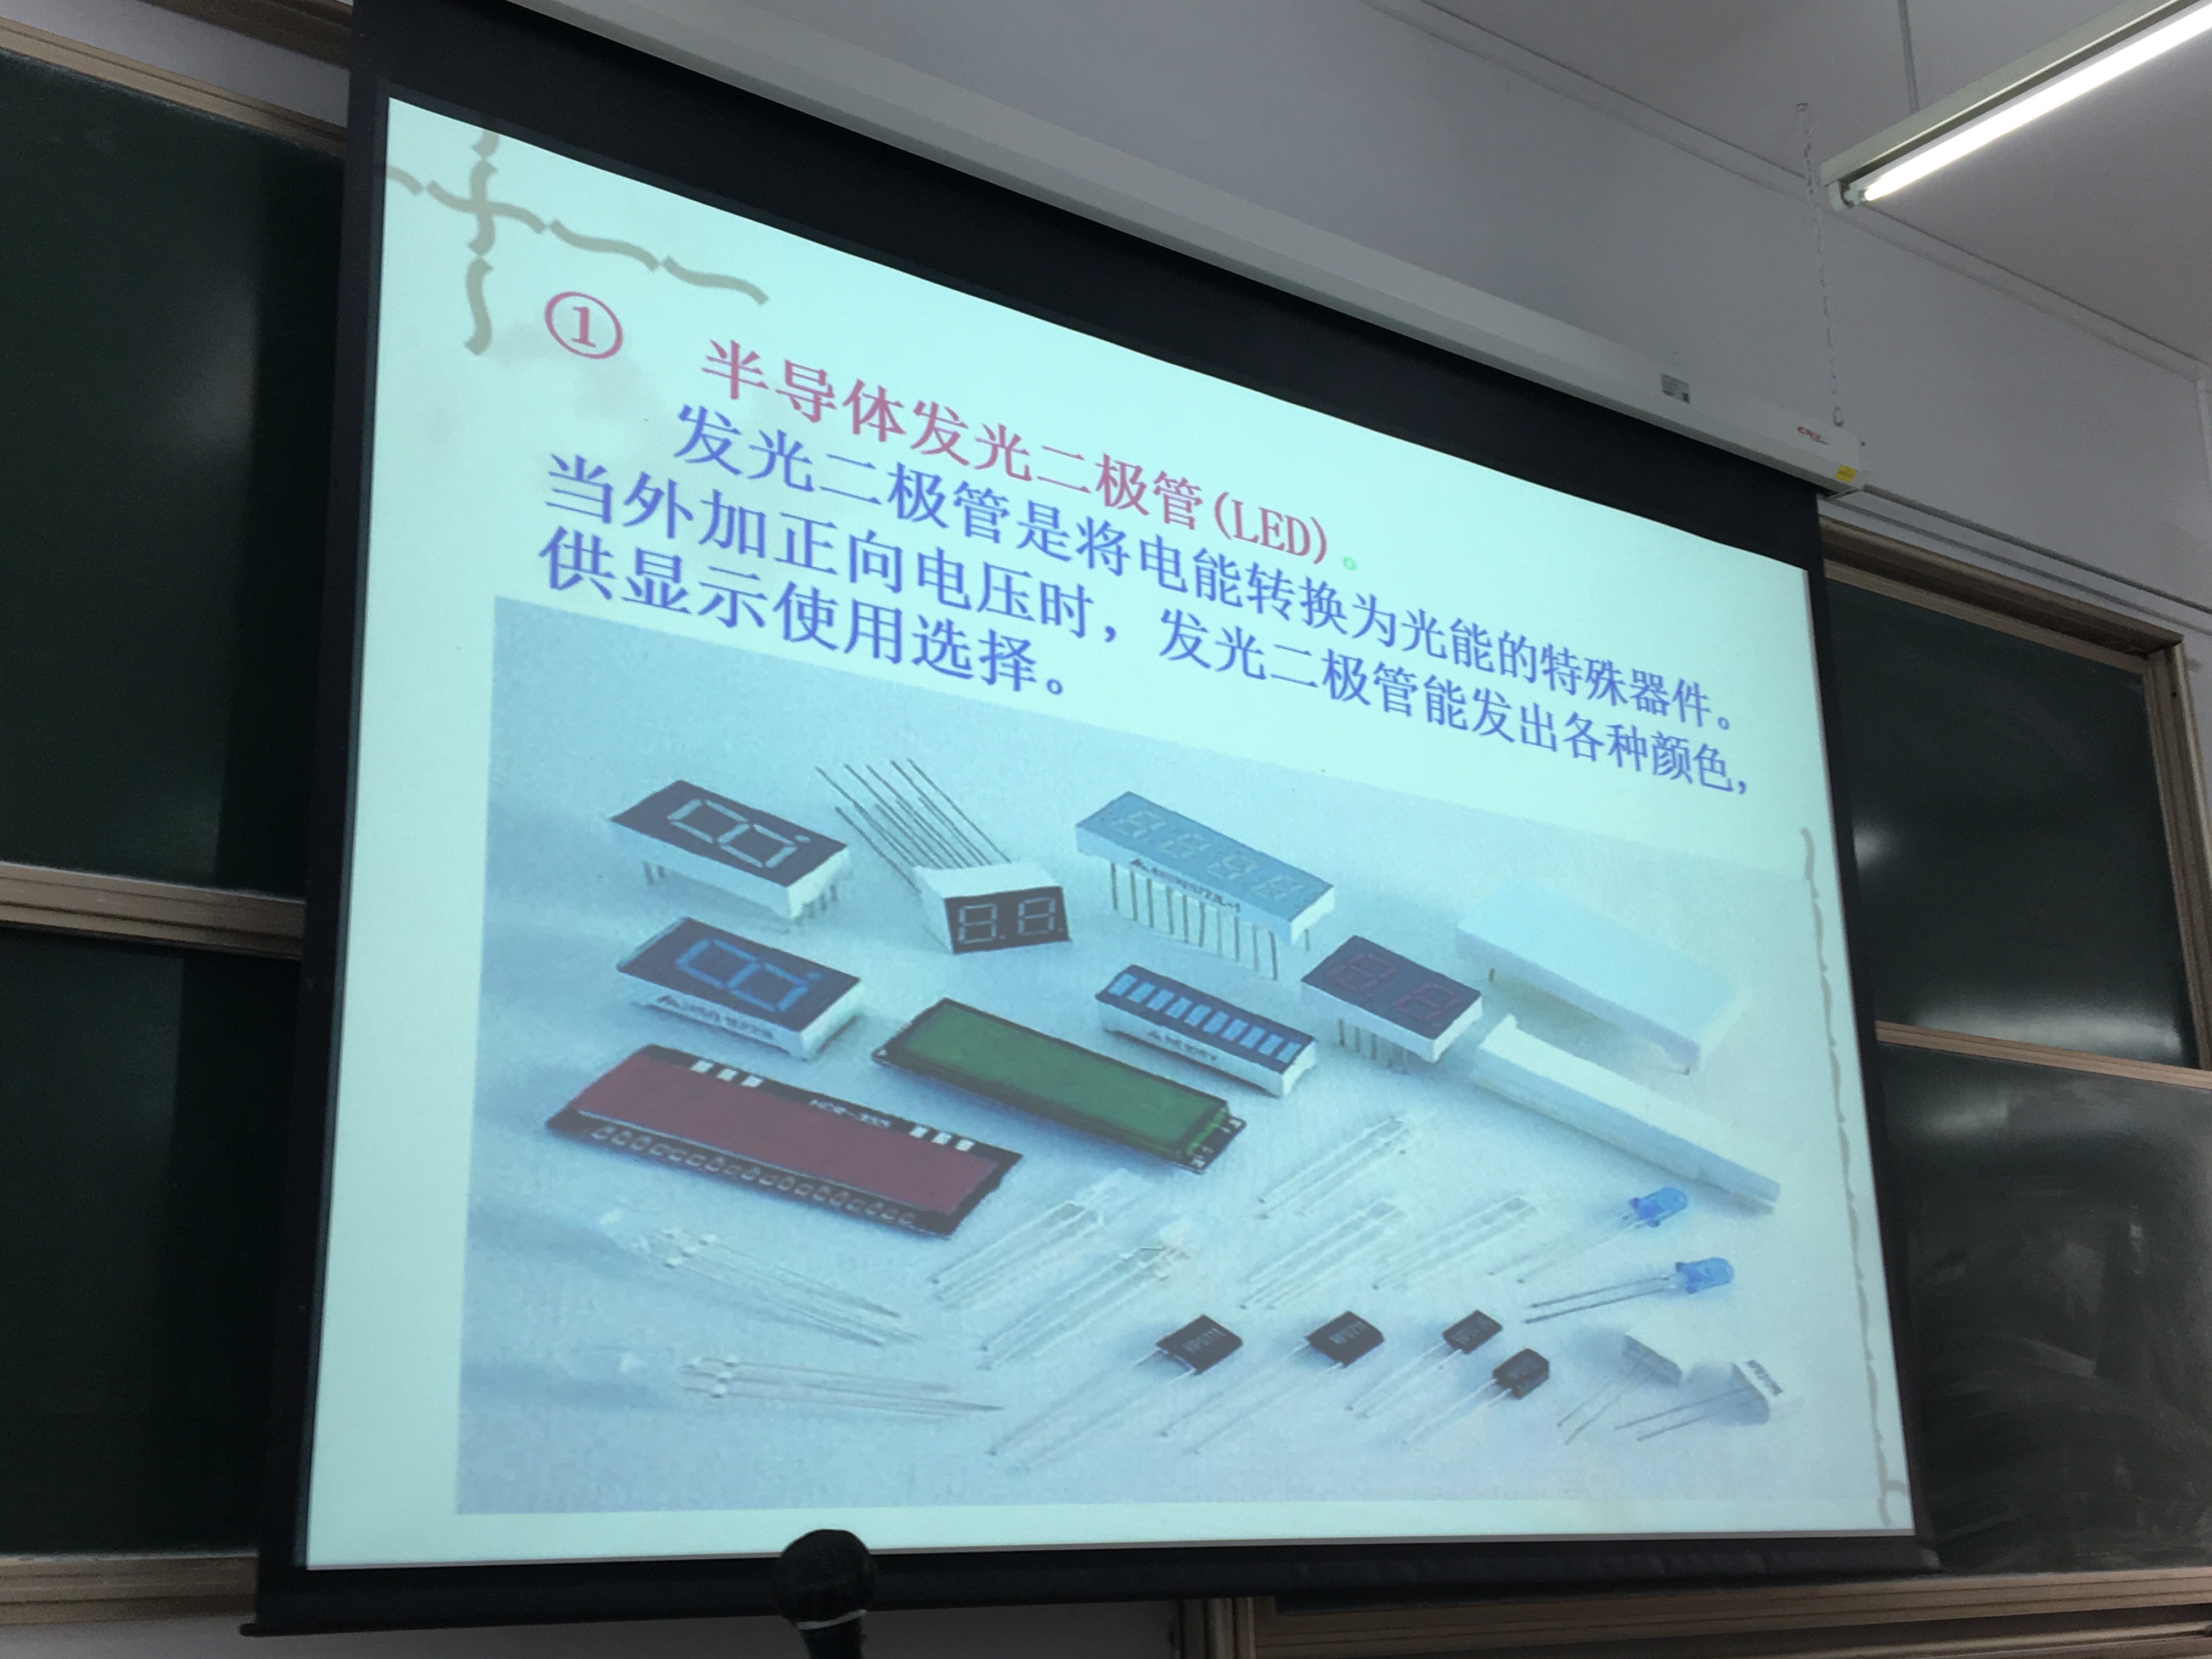 ① 半导体发光二极管(LED)。
发光二极管是将电能转换为光能的特殊器件。
当外加正向电压时，发光二极管能发出各种颜色，
供显示使用选择。